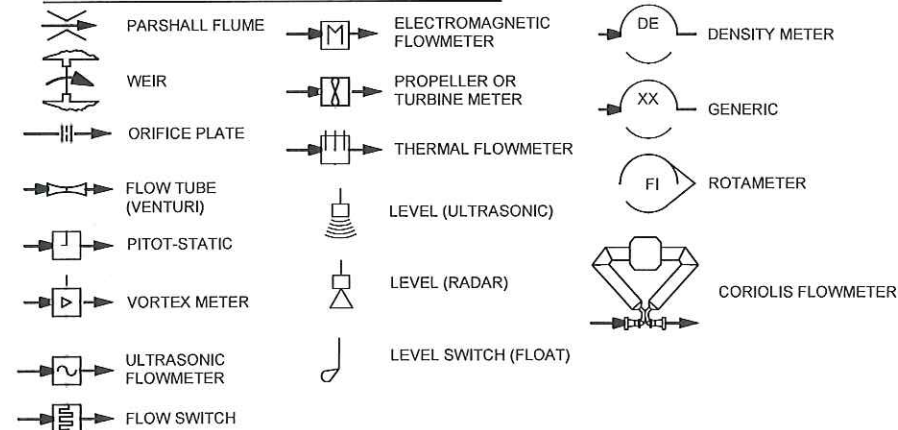 PARSHALL FLUME
WEIR
ORIFICE PLATE
FLOW TUBE
(VENTURI)
PITOT-STATIC
VORTEX METER
ULTRASONIC
FLOWMETER
FLOW SWITCH
M
ELECTROMAGNETIC
FLOWMETER
PROPELLER OR
TURBINE METER
THERMAL FLOWMETER
LEVEL (ULTRASONIC)
LEVEL (RADAR)
LEVEL SWITCH (FLOAT)
DE
DENSITY METER
XX
GENERIC
FI
ROTAMETER
CORIOLIS FLOWMETER